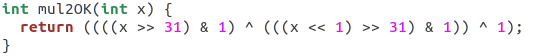 int mul2OK(int x) {
  return ((((x >> 31) & 1) ^ (((x << 1) >> 31) & 1)) ^ 1);
}